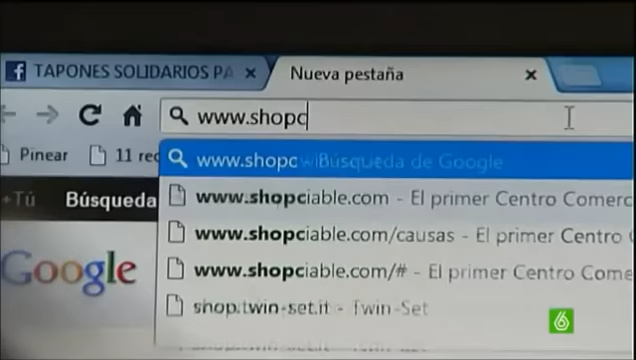 TAPONES SOLIDARIOS PA
Nueva pestaña
www.shopc
Pinear
11 rec
www.shopc Búsqueda de Google
+Tú
Búsqueda
www.shopciable.com - El primer Centro Comerc
www.shopciable.com/causas - El primer Centro
Google
www.shopciable.com/# - El primer Centro Come
shop.twin-set.it - Twin-Set
6